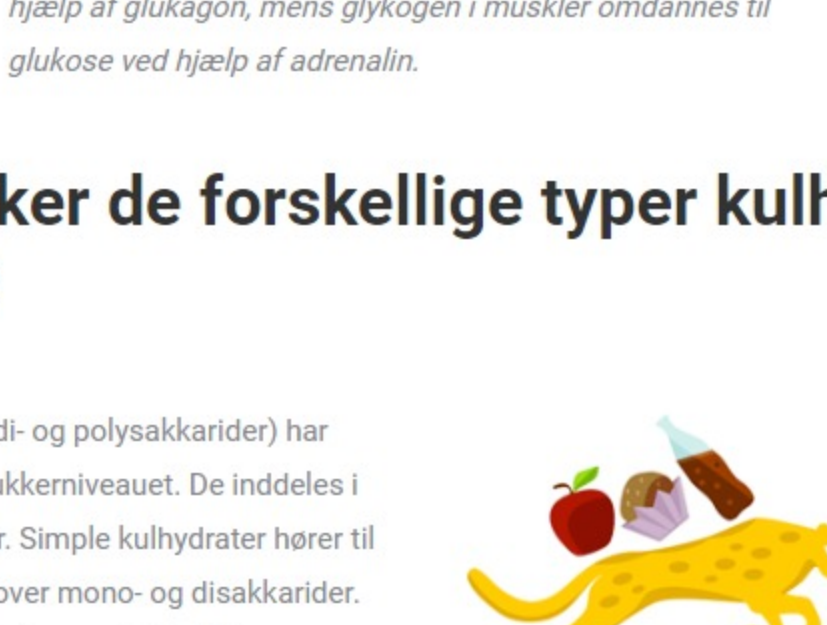 hjælp af glukagon, mens glykogen i muskler omdannes til
glukose ved hjælp af adrenalin.
ker de forskellige typer kulh
di- og polysakkarider) har
ukkerniveauet. De inddeles i
r. Simple kulhydrater hører til
over mono- og disakkarider.